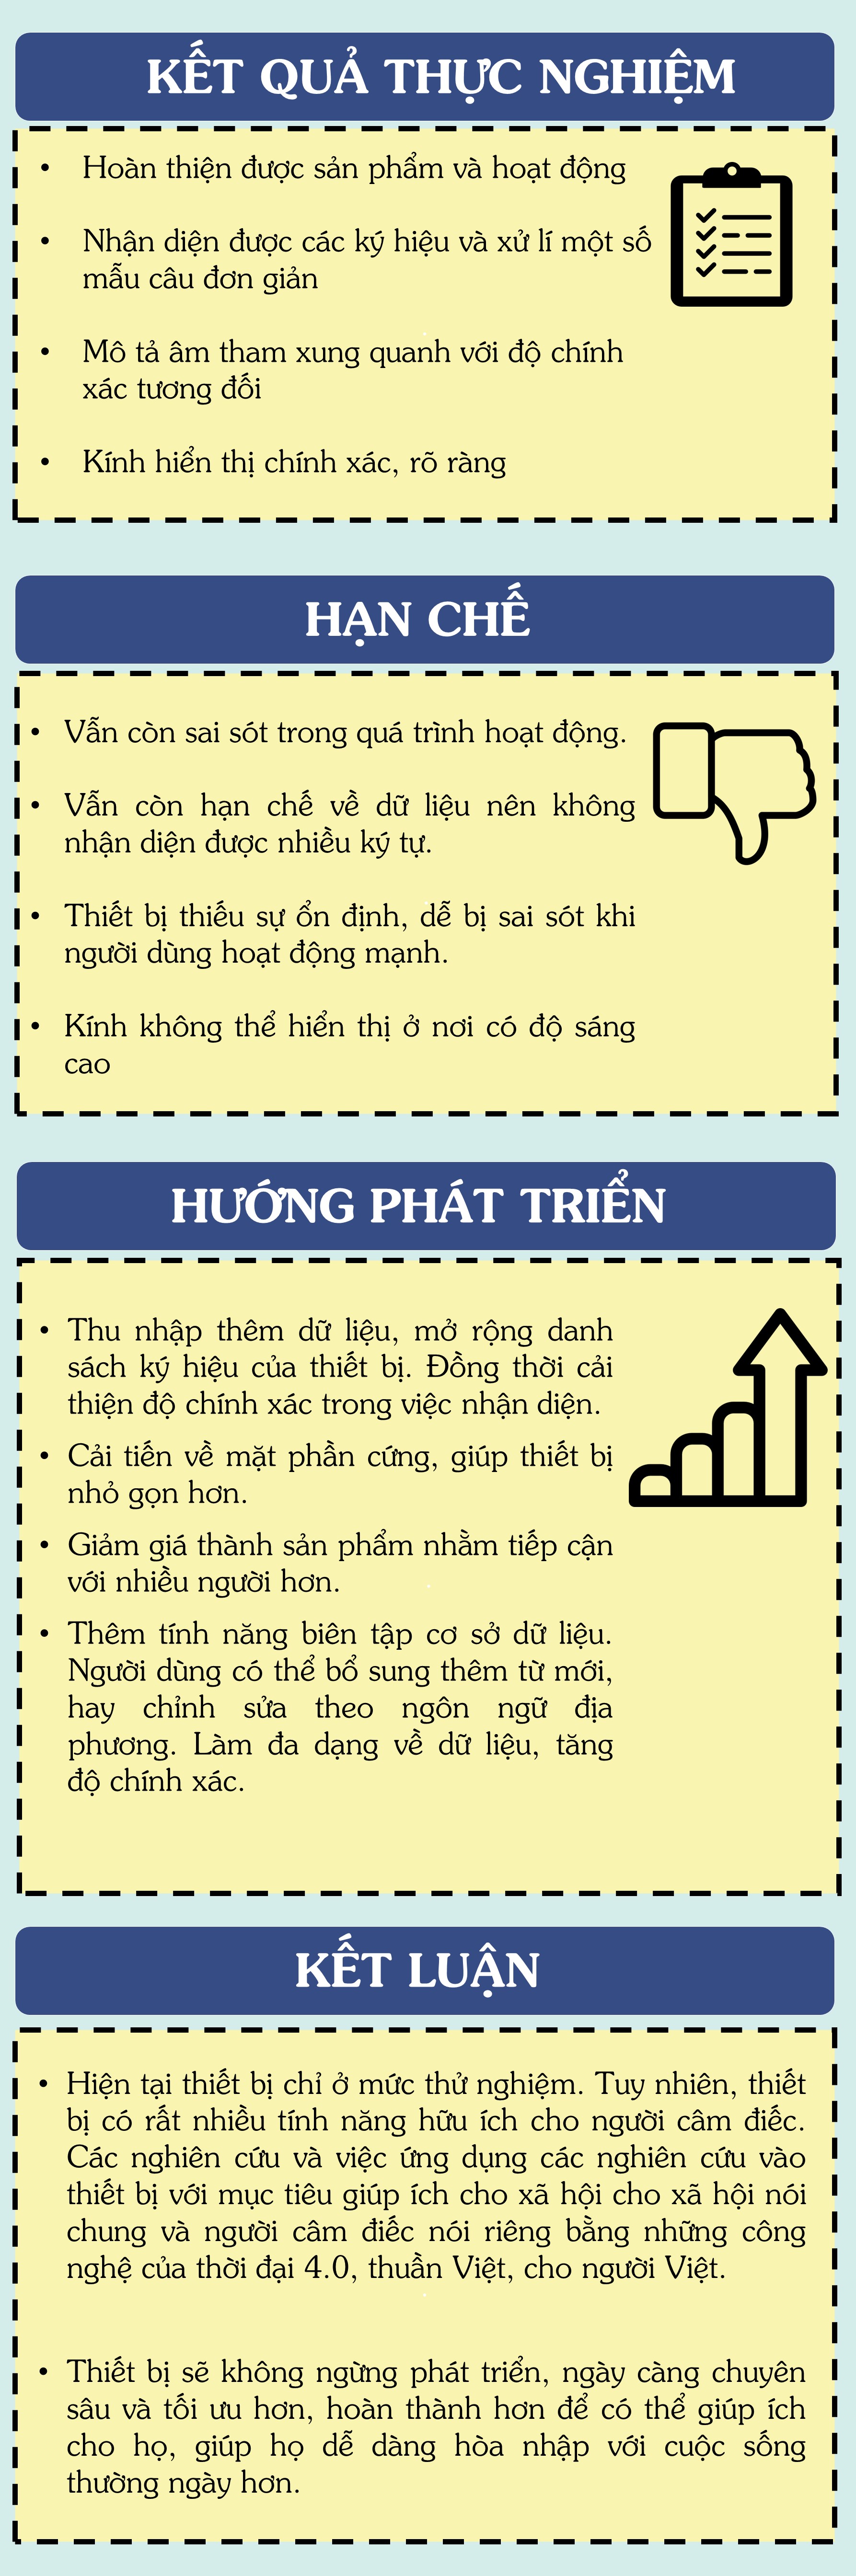 KẾT QUẢ THỰC NGHIỆM
• Hoàn thiện được sản phẩm và hoạt động
• Nhận diện được các ký hiệu và xử lí một số
mẫu câu đơn giản
• Mô tả âm tham xung quanh với độ chính
xác tương đối
• Kính hiển thị chính xác, rõ ràng
HẠN CHẾ
• Vẫn còn sai sót trong quá trình hoạt động.
• Vẫn còn hạn chế về dữ liệu nên không
nhận diện được nhiều ký tự.
• Thiết bị thiếu sự ổn định, dễ bị sai sót khi
người dùng hoạt động mạnh.
• Kính không thể hiển thị ở nơi có độ sáng
cao
HƯỚNG PHÁT TRIỂN
• Thu nhập thêm dữ liệu, mở rộng danh
sách ký hiệu của thiết bị. Đồng thời cải
thiện độ chính xác trong việc nhận diện.
• Cải tiến về mặt phần cứng, giúp thiết bị
nhỏ gọn hơn.
• Giảm giá thành sản phẩm nhằm tiếp cận
với nhiều người hơn.
• Thêm tính năng biên tập cơ sở dữ liệu.
Người dùng có thể bổ sung thêm từ mới,
hay chỉnh sửa theo ngôn ngữ địa
phương. Làm đa dạng về dữ liệu, tăng
độ chính xác.
KẾT LUẬN
• Hiện tại thiết bị chỉ ở mức thử nghiệm. Tuy nhiên, thiết
bị có rất nhiều tính năng hữu ích cho người câm điếc.
Các nghiên cứu và việc ứng dụng các nghiên cứu vào
thiết bị với mục tiêu giúp ích cho xã hội cho xã hội nói
chung và người câm điếc nói riêng bằng những công
nghệ của thời đại 4.0, thuần Việt, cho người Việt.
• Thiết bị sẽ không ngừng phát triển, ngày càng chuyên
sâu và tối ưu hơn, hoàn thành hơn để có thể giúp ích
cho họ, giúp họ dễ dàng hòa nhập với cuộc sống
thường ngày hơn.